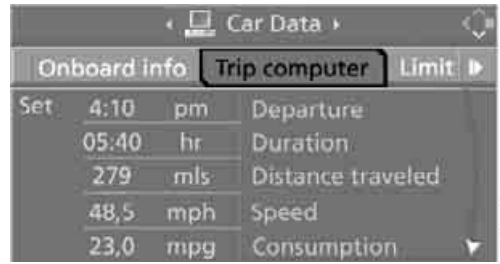 Car Data
Onboard info Trip computer Limit
Set 4:10 pm Departure
05:40 hr Duration
279 mls Distance traveled
48,5 mph Speed
23,0 mpg Consumption